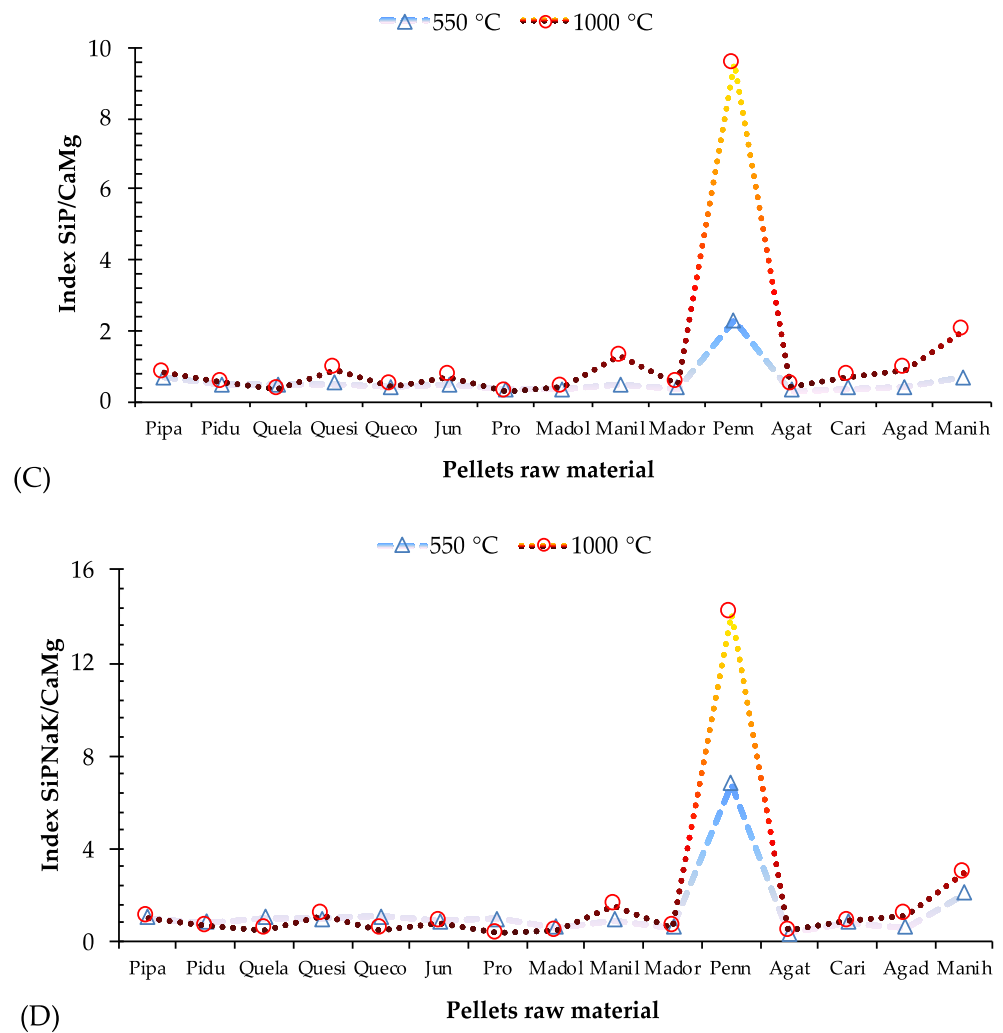 550 °C 1000 °C
10
8
6
4
2
0
Index SiP/CaMg
Pipa Pidu Quela Quesi Queco Jun Pro Madol Manil Mador Penn Agat Cari Agad Manih
Pellets raw material
(C)
550 °C 1000 °C
16
12
8
4
0
Index SiPNaK/CaMg
Pipa Pidu Quela Quesi Queco Jun Pro Madol Manil Mador Penn Agat Cari Agad Manih
Pellets raw material
(D)